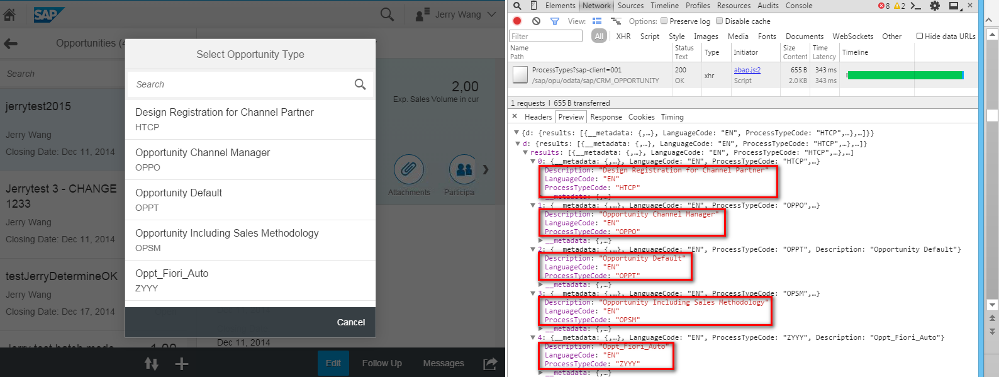 SAP
Jerry Wang
Opportunities (
Search
jerrytest2015
Jerry Wang
Closing Date: Dec 11, 2014
Jerrytest 3 - CHANGE
1233
Jerry Wang
Closing Date: Dec 11, 2014
testJerryDetermineOK
Jerry Wang
Closing Date: Dec 17, 2014
Jerry test batch mode
1,00
Select Opportunity Type
Search
Design Registration for Channel Partner
HTCP
Opportunity Channel Manager
OPPO
Opportunity Default
OPPT
Opportunity Including Sales Methodology
OPSM
Oppt_Fiori_Auto
ZYYY
Cancel
2,00
Exp. Sales Volume in cur
Attachments
Participa
Dec 11, 2014
Edit
Follow Up
Messages
Elements Network Sources Timeline Profiles Resources Audits Console
8 2
View: Options: Preserve log Disable cache
Filter All XHR Script Style Images Media Fonts Documents WebSockets Other Hide data URLs
Name Status Type Initiator Size Time Timeline
Path Text Content Latency
ProcessTypes?sap-client=001 200 xhr abap.js:2 655 B 343 ms
/sap/opu/odata/sap/CRM_OPPORTUNITY OK Script 2.0 KB 343 ms
1 requests | 655 B transferred
× Headers Preview Response Cookies Timing
{d: {results: [{__metadata: {,…}, LanguageCode: "EN", ProcessTypeCode: "HTCP",…},…]}}
d: {results: [{__metadata: {,…}, LanguageCode: "EN", ProcessTypeCode: "HTCP",…},…]}
results: [{__metadata: {,…}, LanguageCode: "EN", ProcessTypeCode: "HTCP",…},…]
0: {__metadata: {,…}, LanguageCode: "EN", ProcessTypeCode: "HTCP",…}
Description: "Design Registration for Channel Partner"
LanguageCode: "EN"
ProcessTypeCode: "HTCP"
__metadata: {,…}
1: {__metadata: {,…}, LanguageCode: "EN", ProcessTypeCode: "OPPO",…}
Description: "Opportunity Channel Manager"
LanguageCode: "EN"
ProcessTypeCode: "OPPO"
__metadata: {,…}
2: {__metadata: {,…}, LanguageCode: "EN", ProcessTypeCode: "OPPT", Description: "Opportunity Default"}
Description: "Opportunity Default"
LanguageCode: "EN"
ProcessTypeCode: "OPPT"
__metadata: {,…}
3: {__metadata: {,…}, LanguageCode: "EN", ProcessTypeCode: "OPSM",…}
Description: "Opportunity Including Sales Methodology"
LanguageCode: "EN"
ProcessTypeCode: "OPSM"
__metadata: {,…}
4: {__metadata: {,…}, LanguageCode: "EN", ProcessTypeCode: "ZYYY", Description: "Oppt_Fiori_Auto"}
Description: "Oppt_Fiori_Auto"
LanguageCode: "EN"
ProcessTypeCode: "ZYYY"
__metadata: {,…}